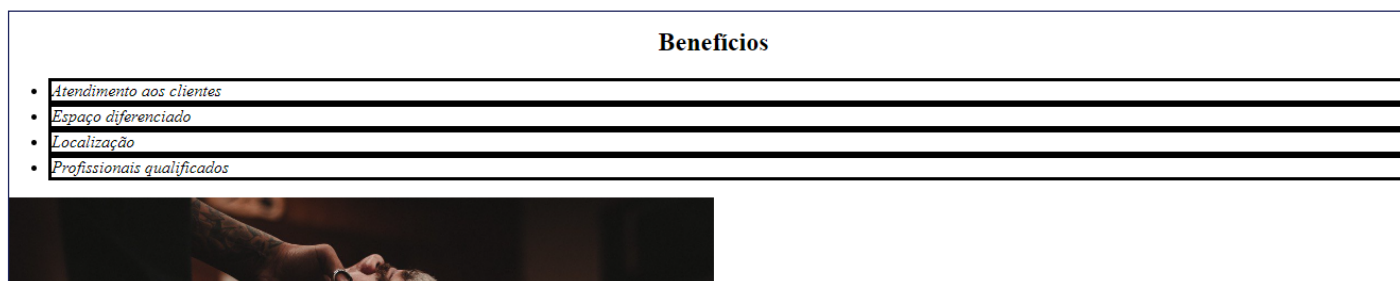 Benefícios
Atendimento aos clientes
Espaço diferenciado
Localização
Profissionais qualificados